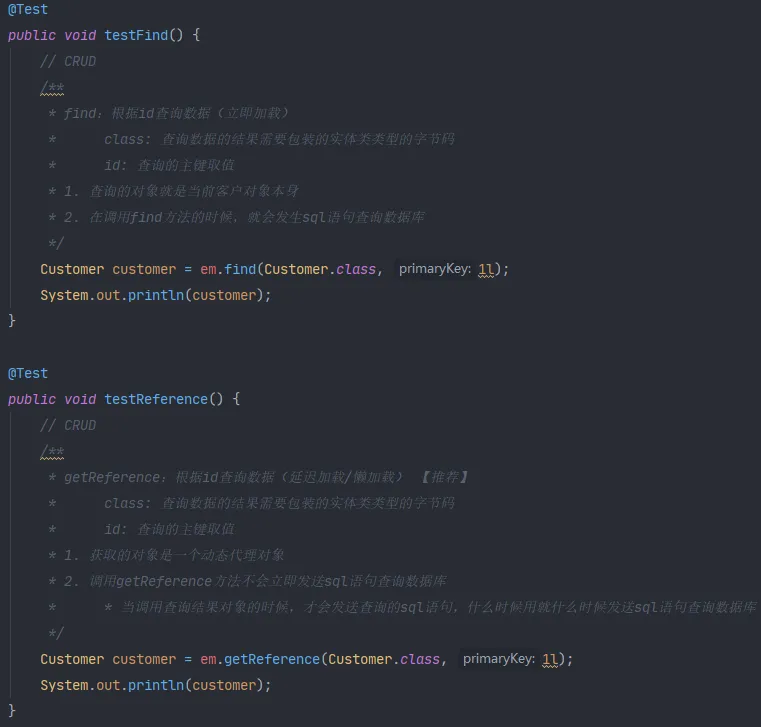 @Test
public void testFind() {
// CRUD
/**
* find：根据id查询数据（立即加载）
*      class: 查询数据的结果需要包装的实体类类型的字节码
*      id: 查询的主键取值
* 1. 查询的对象就是当前客户对象本身
* 2. 在调用find方法的时候，就会发生sql语句查询数据库
*/
Customer customer = em.find(Customer.class, primaryKey: 1l);
System.out.println(customer);
}
@Test
public void testReference() {
// CRUD
/**
* getReference：根据id查询数据（延迟加载/懒加载） 【推荐】
*      class: 查询数据的结果需要包装的实体类类型的字节码
*      id: 查询的主键取值
* 1. 获取的对象是一个动态代理对象
* 2. 调用getReference方法不会立即发送sql语句查询数据库
*      * 当调用查询结果对象的时候，才会发送查询的sql语句，什么时候用就什么时候发送sql语句查询数据库
*/
Customer customer = em.getReference(Customer.class, primaryKey: 1l);
System.out.println(customer);
}